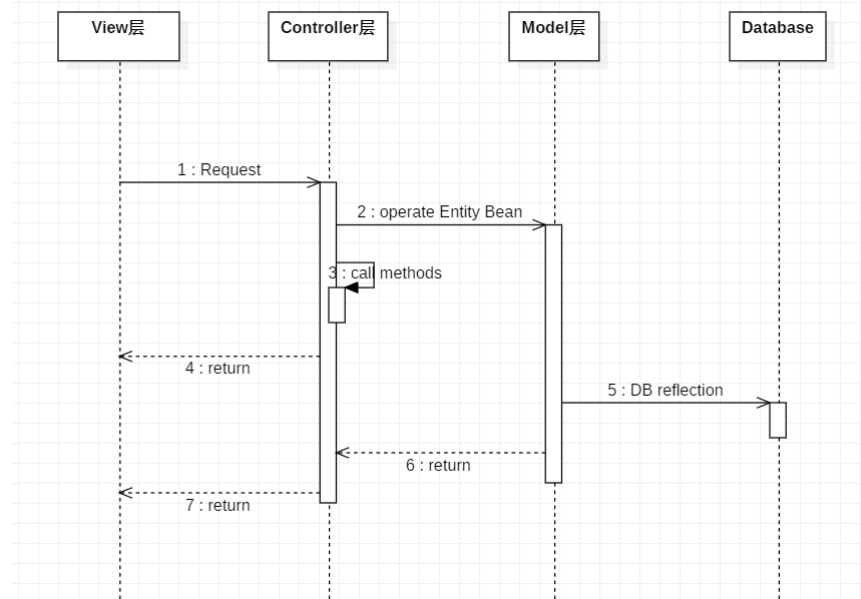 View层
Controller层
Model层
Database
1 : Request
2 : operate Entity Bean
3 : call methods
4 : return
5 : DB reflection
6 : return
7 : return